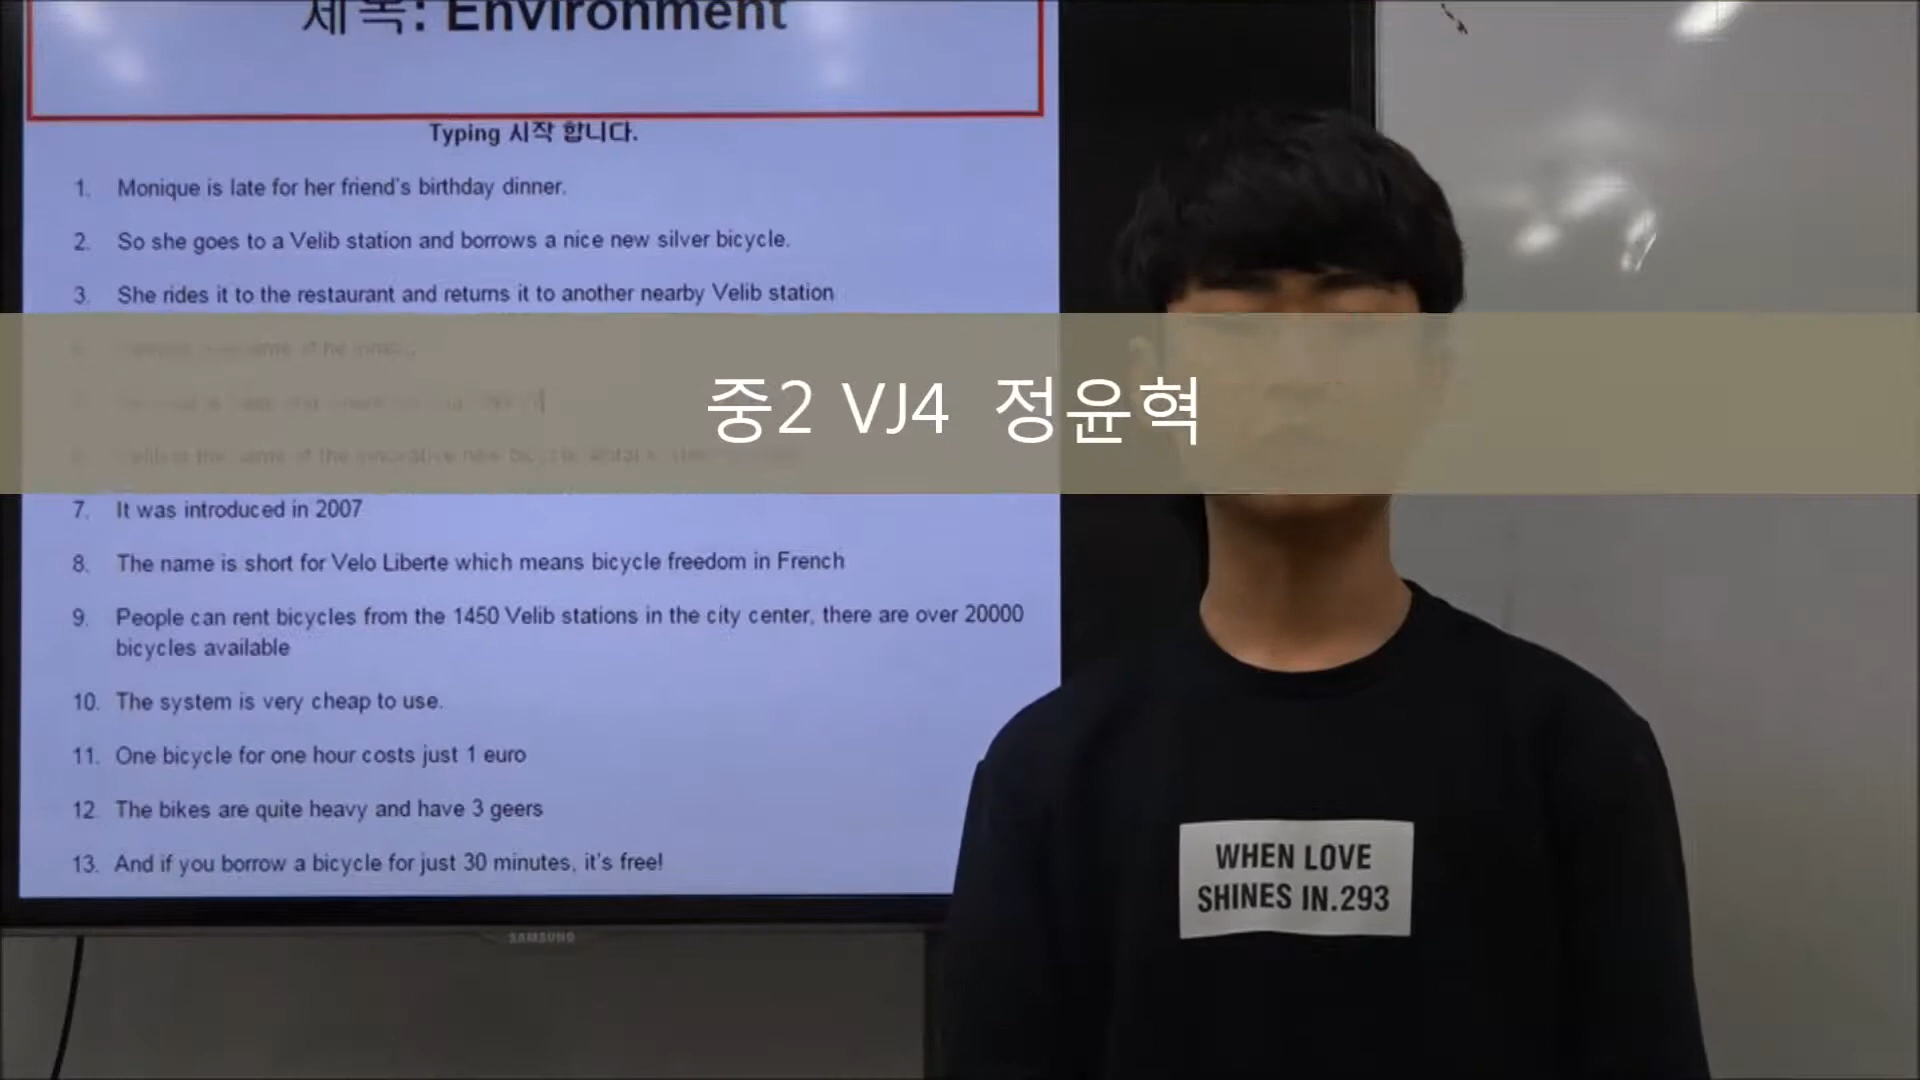 제목: Environment
Typing 시작 합니다.
1. Monique is late for her friend's birthday dinner.
2. So she goes to a Velib station and borrows a nice new silver bicycle.
3. She rides it to the restaurant and returns it to another nearby Velib station
중2 VJ4 정윤혁
7. It was introduced in 2007
8. The name is short for Velo Liberte which means bicycle freedom in French
9. People can rent bicycles from the 1450 Velib stations in the city center, there are over 20000
bicycles available
10. The system is very cheap to use.
11. One bicycle for one hour costs just 1 euro
12. The bikes are quite heavy and have 3 geers
13. And if you borrow a bicycle for just 30 minutes, it's free!
SAMSUNG
WHEN LOVE
SHINES IN.293